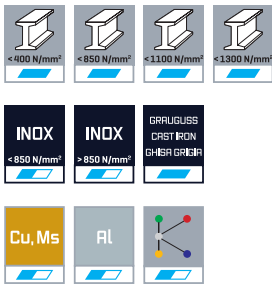 <400 N/mm² <850 N/mm² <1100 N/mm² <1300 N/mm²
INOX INOX GRAUGUSS
CAST IRON
GHISA GRIGIA
<850 N/mm² >850 N/mm²
Cu, Ms Al